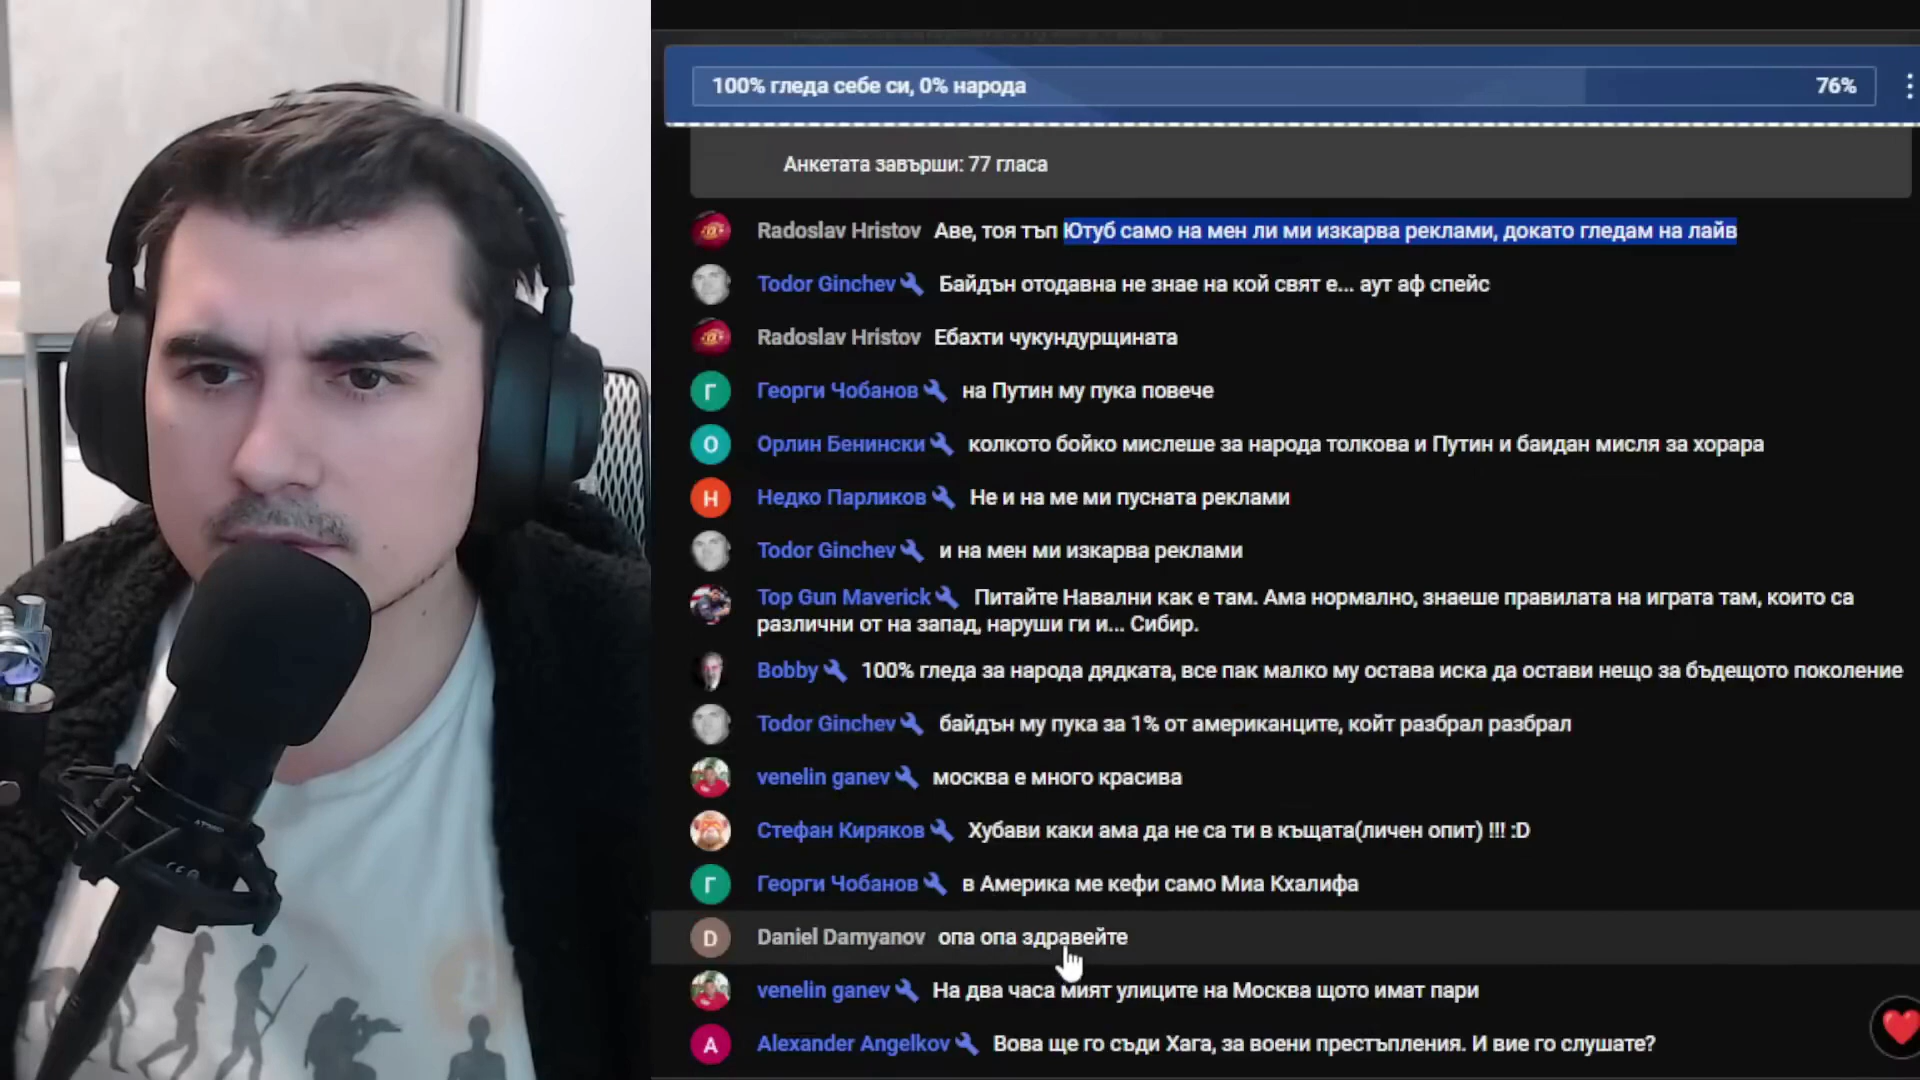 100% гледа себе си, 0% народа 76%
Анкетата завърши: 77 гласа
Radoslav Hristov Аве, тоя тъп Ютуб само на мен ли ми изкарва реклами, докато гледам на лайв
Todor Ginchev Байдън отодавна не знае на кой свят е... аут аф спейс
Radoslav Hristov Ебахти чукундурщината
Г Георги Чобанов на Путин му пука повече
О Орлин Бенински колкото бойко мислеше за народа толкова и Путин и баидан мисля за хорара
Н Недко Парликов Не и на ме ми пусната реклами
Todor Ginchev и на мен ми изкарва реклами
Top Gun Maverick Питайте Навални как е там. Ама нормално, знаеше правилата на играта там, които са
различни от на запад, наруши ги и... Сибир.
Bobby 100% гледа за народа дядката, все пак малко му остава иска да остави нещо за бъдещото поколение
Todor Ginchev байдън му пука за 1% от американците, койт разбрал разбрал
venelin ganev москва е много красива
Стефан Киряков Хубави каки ама да не са ти в къщата(личен опит) !!! :D
Г Георги Чобанов в Америка ме кефи само Миа Кхалифа
D Daniel Damyanov опа опа здравейте
venelin ganev На два часа мият улиците на Москва щото имат пари
A Alexander Angelkov Вова ще го съди Хага, за воени престъпления. И вие го слушате?